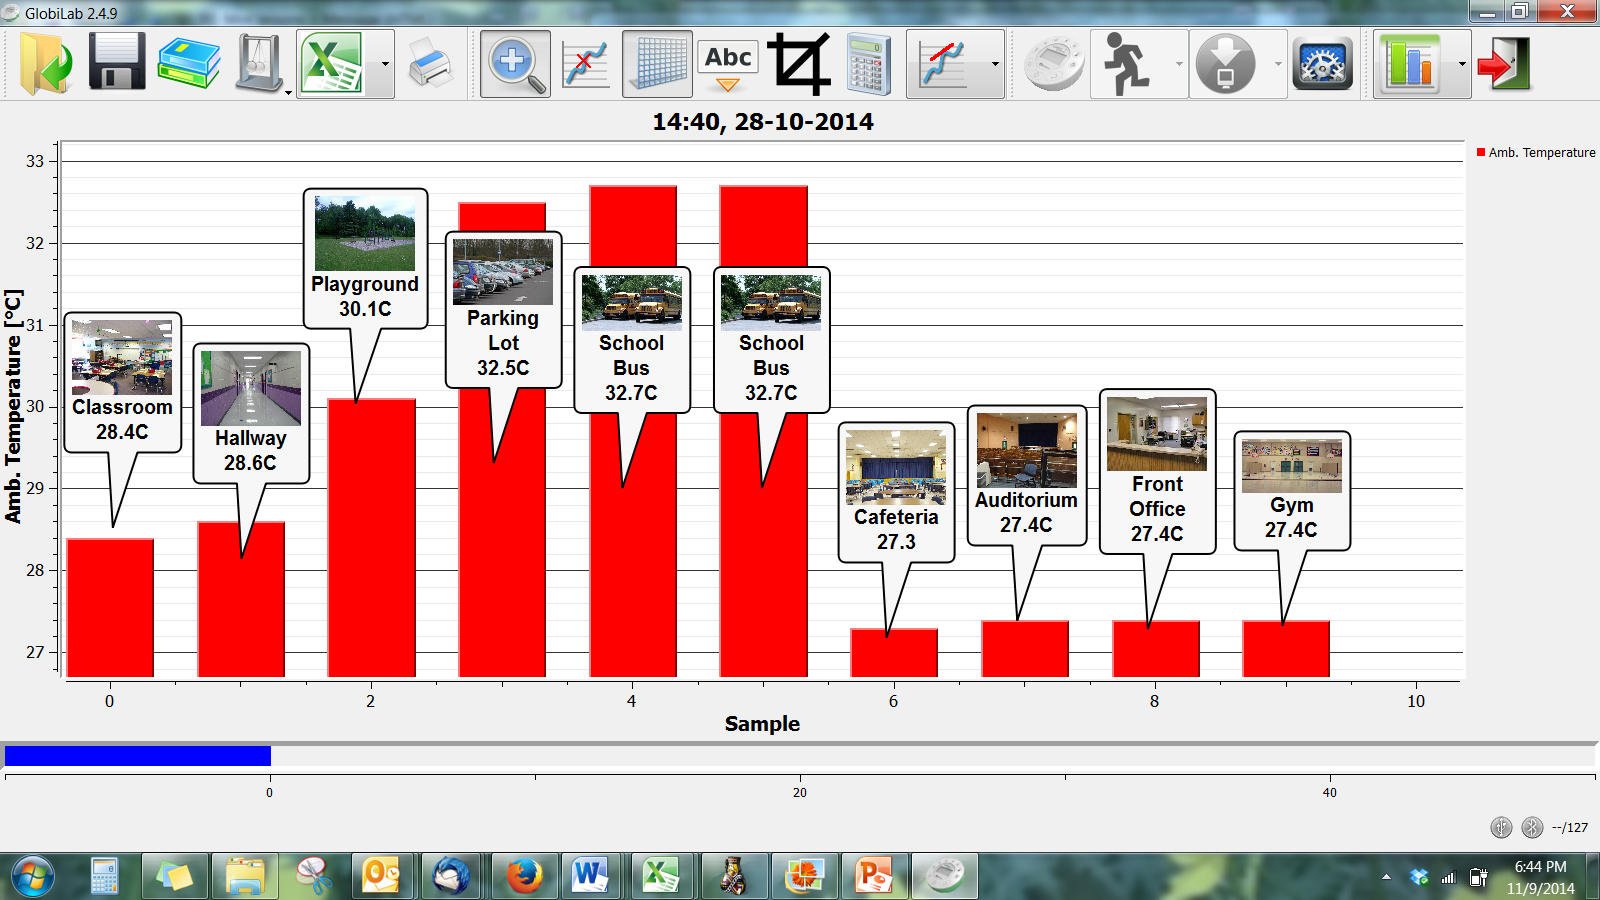 GlobiLab 2.4.9
Abc
14:40, 28-10-2014
Amb. Temperature
Amb. Temperature [°C]
33
32
31
30
29
28
27
Classroom
28.4C
Hallway
28.6C
Playground
30.1C
Parking
Lot
32.5C
School
Bus
32.7C
School
Bus
32.7C
Cafeteria
27.3
Auditorium
27.4C
Front
Office
27.4C
Gym
27.4C
0 2 4 6 8 10
Sample
0 20 40
--/127
6:44 PM
11/9/2014